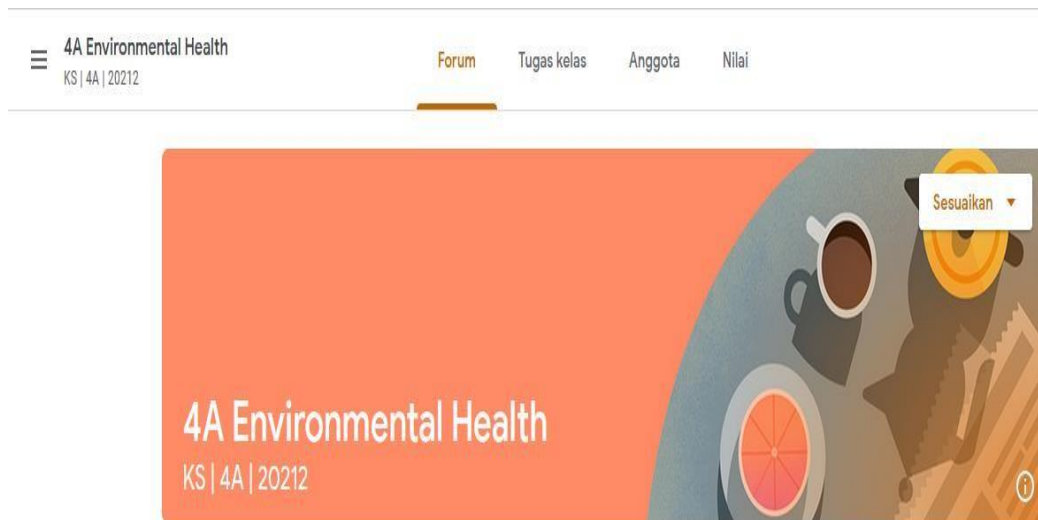 4A Environmental Health
KS | 4A | 20212
Forum Tugas kelas Anggota Nilai
Sesuaikan
4A Environmental Health
KS | 4A | 20212